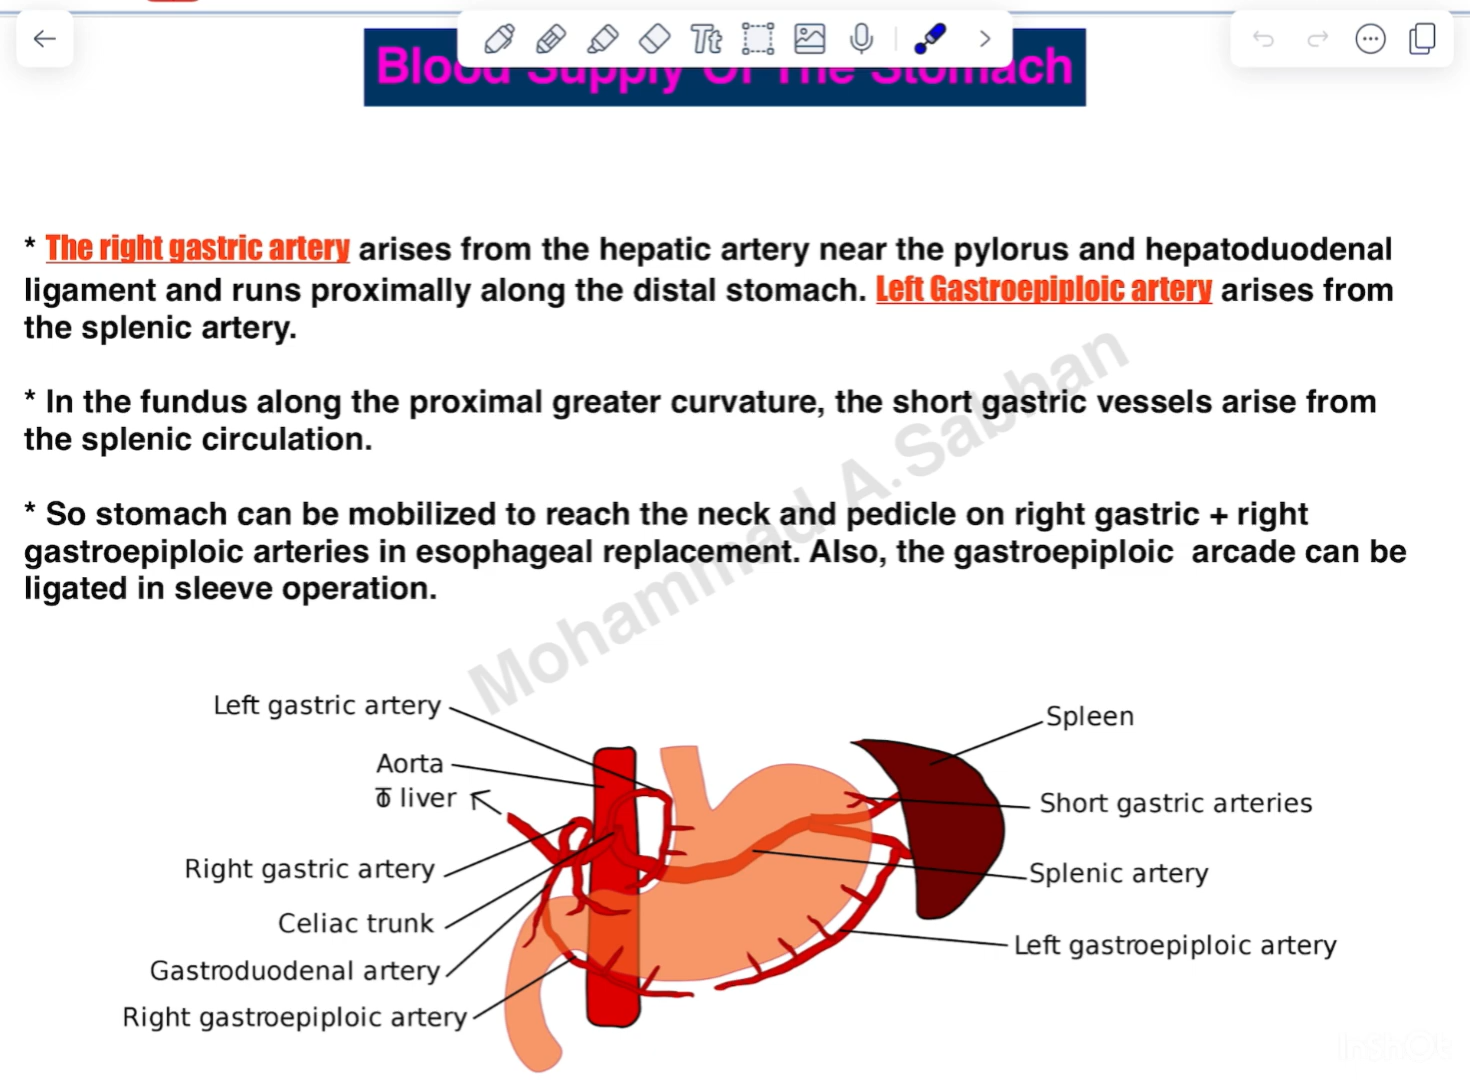 Tt
Blood Supply Of The Stomach
* The right gastric artery arises from the hepatic artery near the pylorus and hepatoduodenal
ligament and runs proximally along the distal stomach. Left Gastroepiploic artery arises from
the splenic artery.
* In the fundus along the proximal greater curvature, the short gastric vessels arise from
the splenic circulation.
* So stomach can be mobilized to reach the neck and pedicle on right gastric + right
gastroepiploic arteries in esophageal replacement. Also, the gastroepiploic arcade can be
ligated in sleeve operation.
Mohammad A.Sabhan
Left gastric artery
Aorta
liver
Right gastric artery
Celiac trunk
Gastroduodenal artery
Right gastroepiploic artery
Spleen
Short gastric arteries
Splenic artery
Left gastroepiploic artery
InShOt